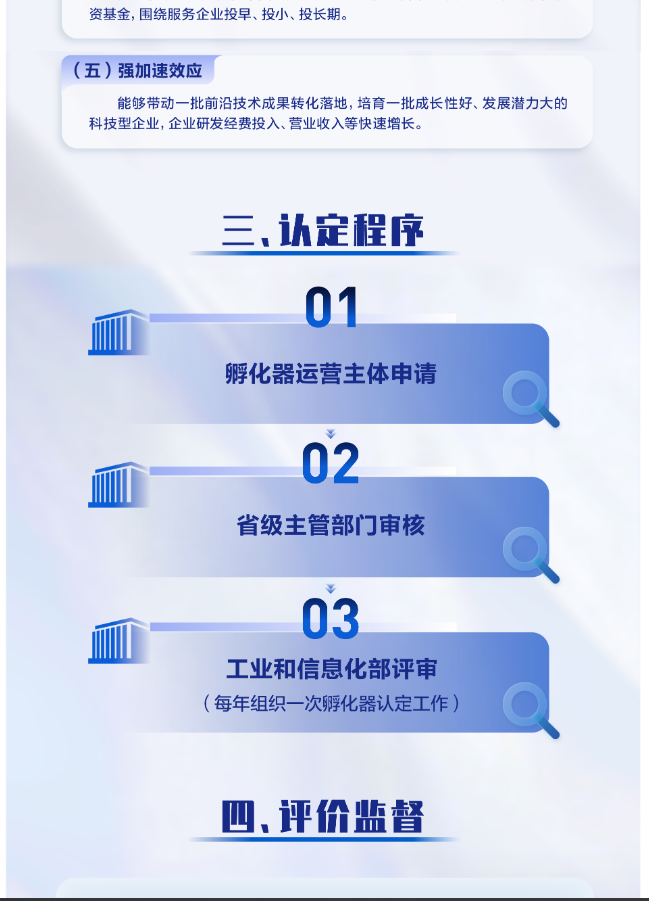 资基金，围绕服务企业投早、投小、投长期。
（五）强加速效应
能够带动一批前沿技术成果转化落地，培育一批成长性好、发展潜力大的
科技型企业，企业研发经费投入、营业收入等快速增长。
三、认定程序
01
孵化器运营主体申请
02
省级主管部门审核
03
工业和信息化部评审
（每年组织一次孵化器认定工作）
四、评价监督